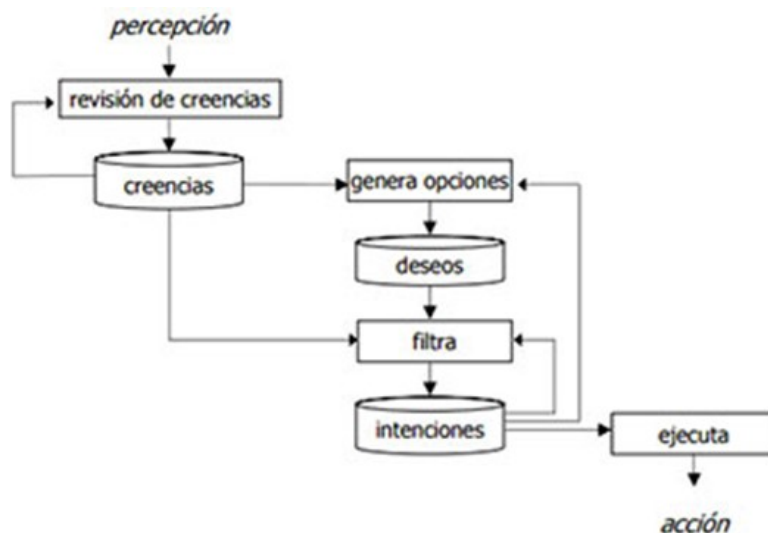 percepción
revisión de creencias
creencias
genera opciones
deseos
filtra
intenciones
ejecuta
acción